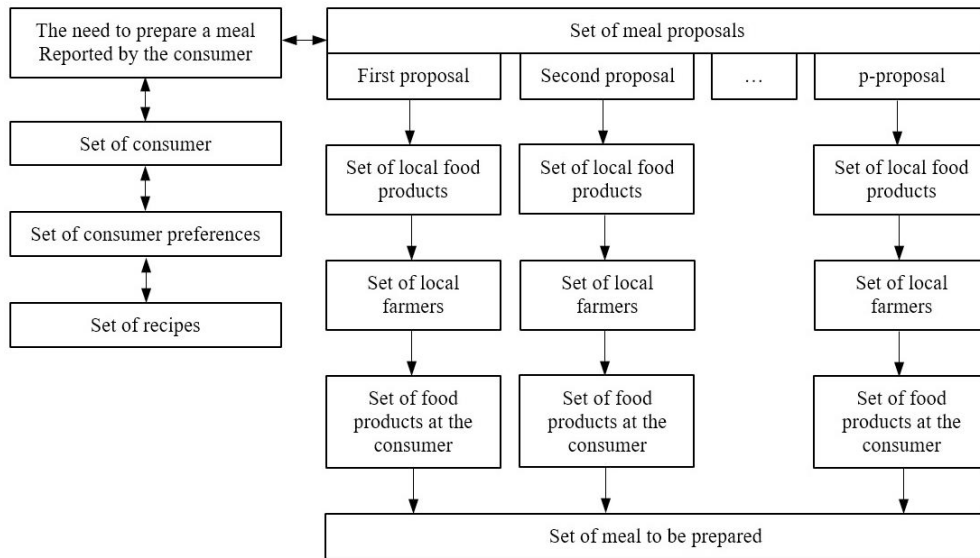 The need to prepare a meal
Reported by the consumer
Set of consumer
Set of consumer preferences
Set of recipes
Set of meal proposals
First proposal
Second proposal
…
p-proposal
Set of local food
products
Set of local food
products
Set of local food
products
Set of local
farmers
Set of local
farmers
Set of local
farmers
Set of food
products at the
consumer
Set of food
products at the
consumer
Set of food
products at the
consumer
Set of meal to be prepared